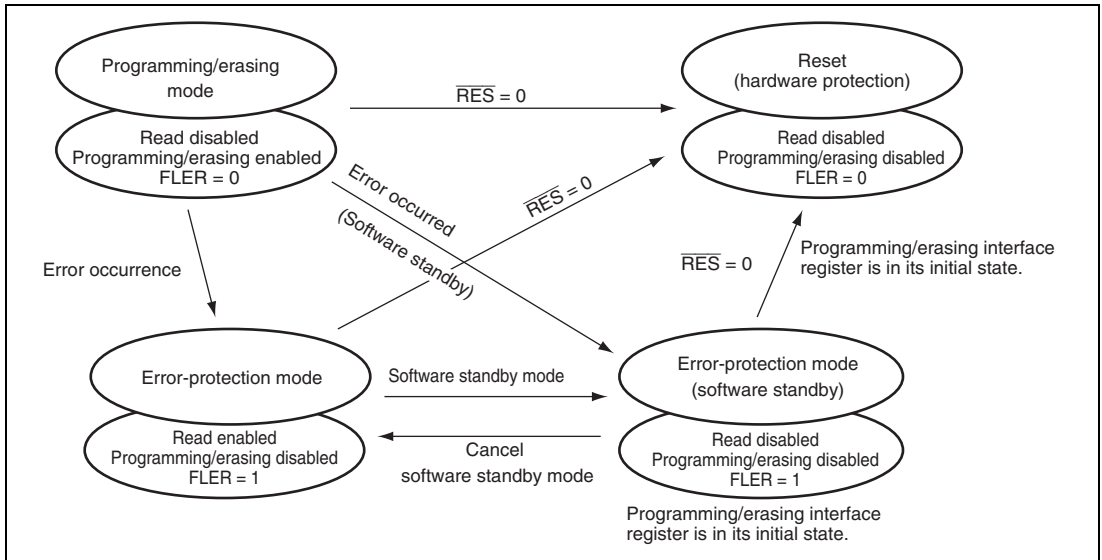 Programming/erasing
mode
Read disabled
Programming/erasing enabled
FLER = 0
R̅E̅S̅ = 0
Reset
(hardware protection)
Read disabled
Programming/erasing disabled
FLER = 0
Error occurred
(Software standby)
R̅E̅S̅ = 0
Error occurrence
R̅E̅S̅ = 0
Programming/erasing interface
register is in its initial state.
Error-protection mode
Read enabled
Programming/erasing disabled
FLER = 1
Software standby mode
Cancel
software standby mode
Error-protection mode
(software standby)
Read disabled
Programming/erasing disabled
FLER = 1
Programming/erasing interface
register is in its initial state.